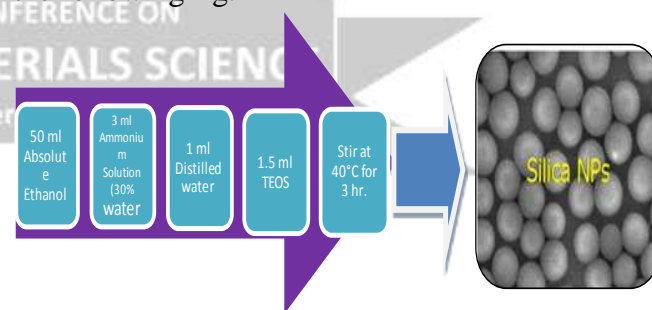 NFERENCE ON
ERIALS SCIENC
er
50 ml
Absolut
e
Ethanol
3 ml
Ammoniu
m
Solution
(30%
water
1 ml
Distilled
water
1.5 ml
TEOS
Stir at
40°C for
3 hr.
Silica NPs